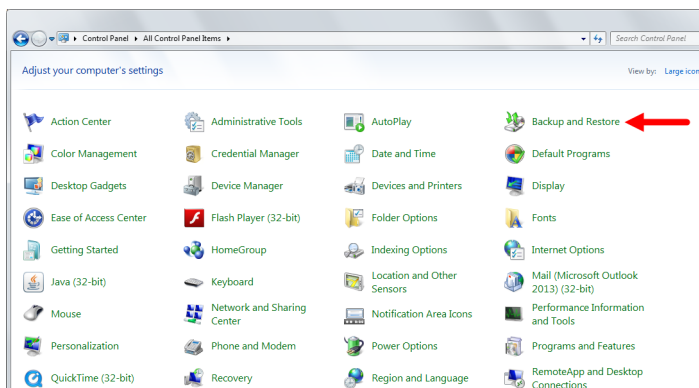 Control Panel ▸ All Control Panel Items ▸
Search Control Panel
Adjust your computer's settings
View by: Large icon
Action Center
Administrative Tools
AutoPlay
Backup and Restore
Color Management
Credential Manager
Date and Time
Default Programs
Desktop Gadgets
Device Manager
Devices and Printers
Display
Ease of Access Center
Flash Player (32-bit)
Folder Options
Fonts
Getting Started
HomeGroup
Indexing Options
Internet Options
Java (32-bit)
Keyboard
Location and Other
Sensors
Mail (Microsoft Outlook
2013) (32-bit)
Mouse
Network and Sharing
Center
Notification Area Icons
Performance Information
and Tools
Personalization
Phone and Modem
Power Options
Programs and Features
QuickTime (32-bit)
Recovery
Region and Language
RemoteApp and Desktop
Connections